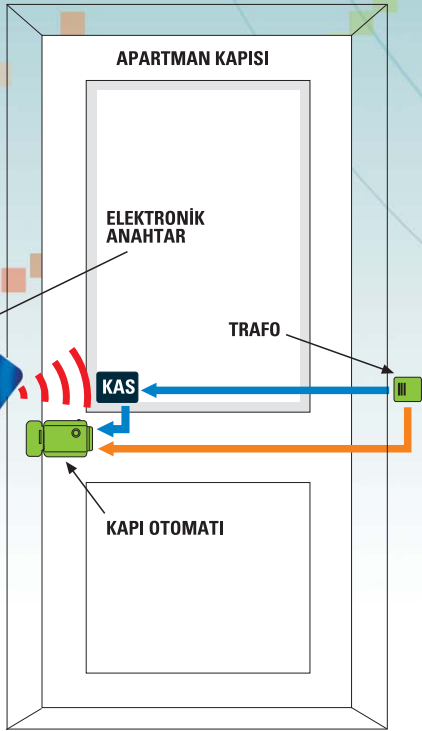 APARTMAN KAPISI
ELEKTRONİK
ANAHTAR
TRAFO
KAS
KAPI OTOMATI